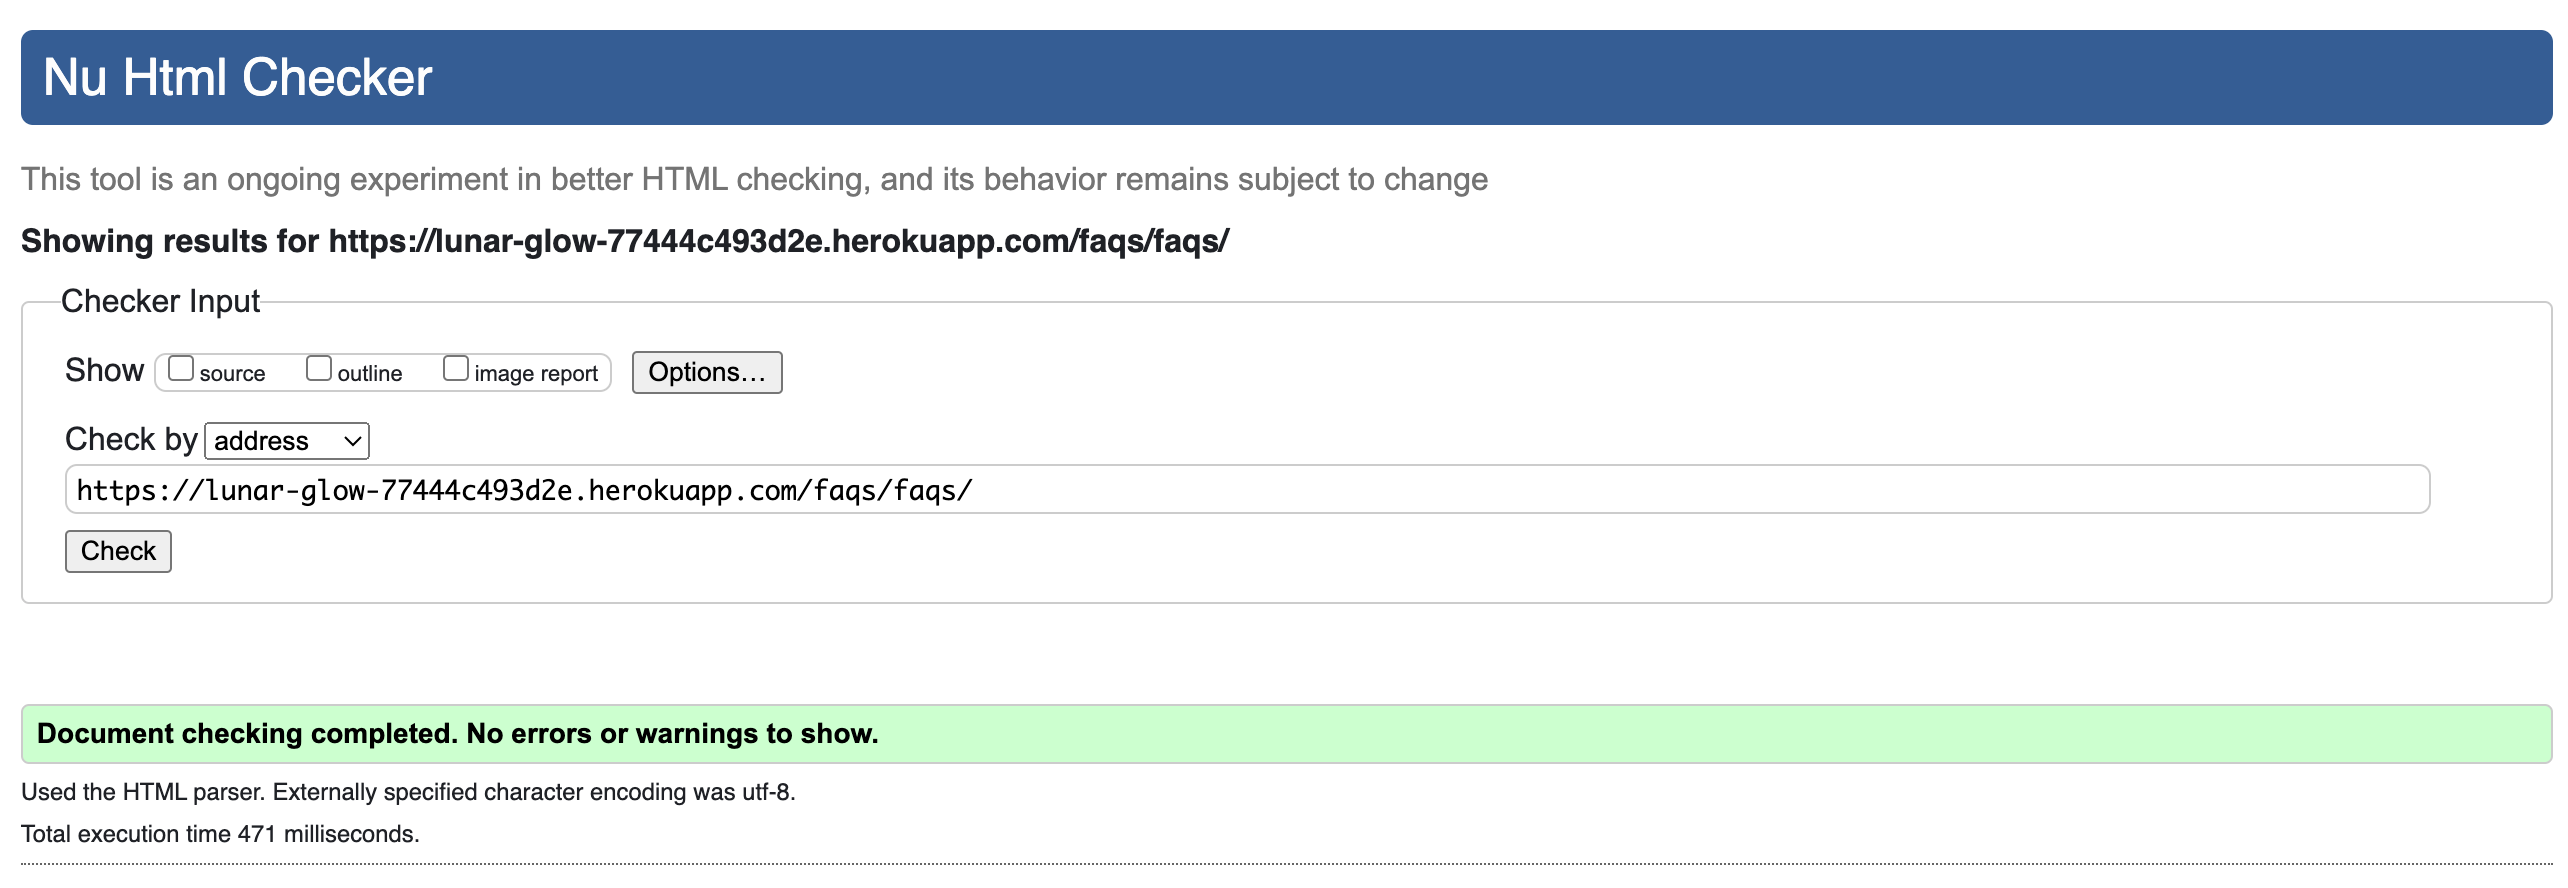 Nu Html Checker
This tool is an ongoing experiment in better HTML checking, and its behavior remains subject to change
Showing results for https://lunar-glow-77444c493d2e.herokuapp.com/faqs/faqs/
Checker Input
Show source outline image report Options…
Check by address
https://lunar-glow-77444c493d2e.herokuapp.com/faqs/faqs/
Check
Document checking completed. No errors or warnings to show.
Used the HTML parser. Externally specified character encoding was utf-8.
Total execution time 471 milliseconds.